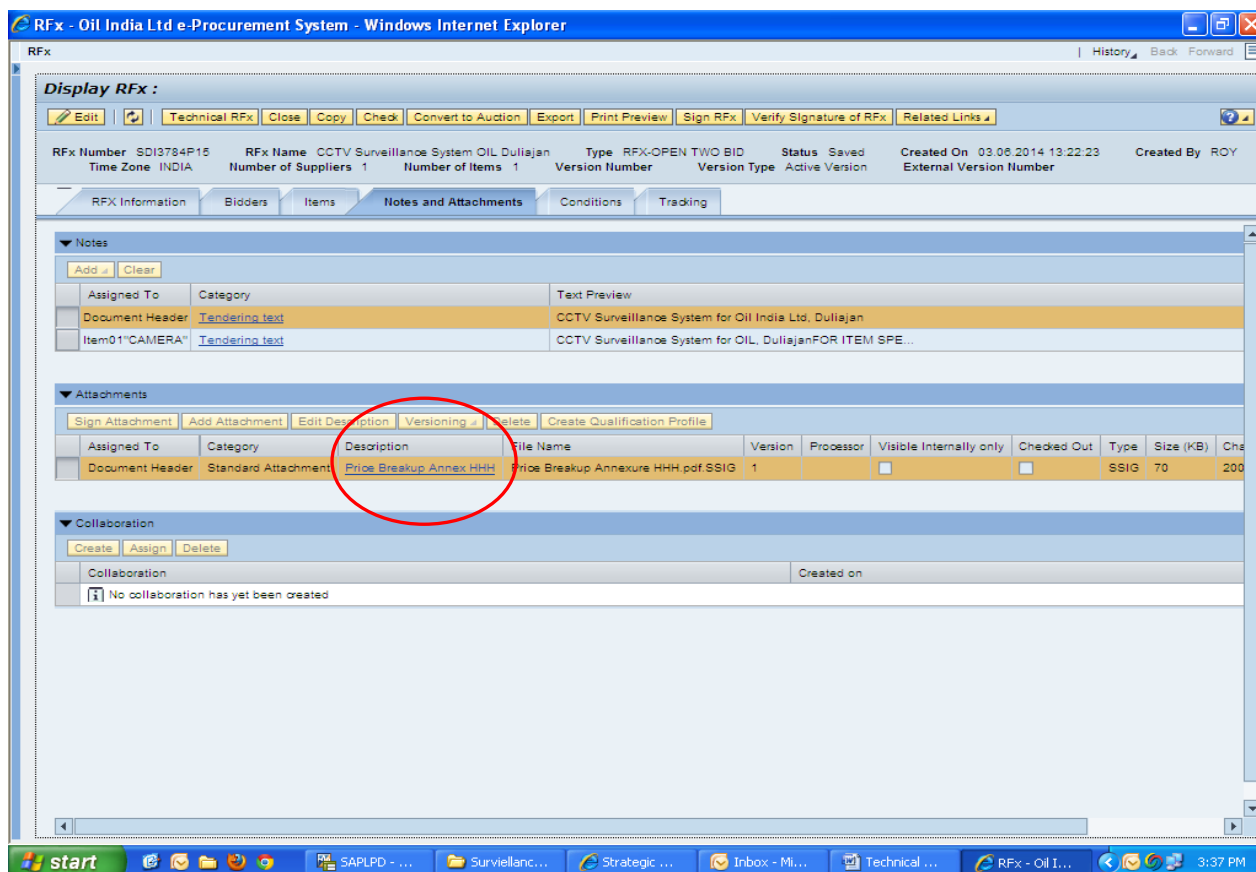 RFx - Oil India Ltd e-Procurement System - Windows Internet Explorer
RFx | History Back Forward
Display RFx :
Edit | Technical RFx Close Copy Check Convert to Auction Export Print Preview Sign RFx Verify Signature of RFx Related Links
RFx Number SDI3784P15 RFx Name CCTV Surveillance System OIL Duliajan Type RFX-OPEN TWO BID Status Saved Created On 03.06.2014 13:22:23 Created By ROY
Time Zone INDIA Number of Suppliers 1 Number of Items 1 Version Number Version Type Active Version External Version Number
RFX Information Bidders Items Notes and Attachments Conditions Tracking
Notes
Add Clear
Assigned To Category Text Preview
Document Header Tendering text CCTV Surveillance System for Oil India Ltd, Duliajan
Item01"CAMERA" Tendering text CCTV Surveillance System for OIL, DuliajanFOR ITEM SPE...
Attachments
Sign Attachment Add Attachment Edit Description Versioning Delete Create Qualification Profile
Assigned To Category Description File Name Version Processor Visible Internally only Checked Out Type Size (KB) Cha
Document Header Standard Attachment Price Breakup Annex HHH Price Breakup Annexure HHH.pdf.SSIG 1 SSIG 70 200
Collaboration
Create Assign Delete
Collaboration Created on
No collaboration has yet been created
start SAPLPD - ... Surviellanc... Strategic ... Inbox - Mi... Technical ... RFx - Oil I... 3:37 PM